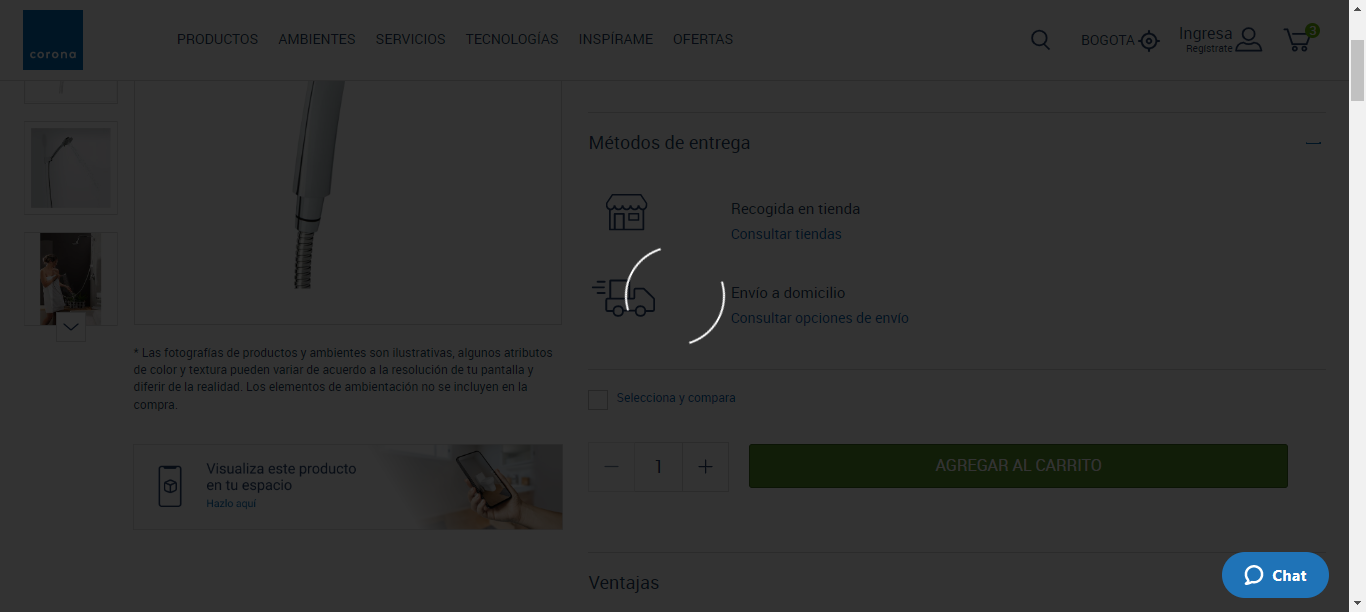 corona
PRODUCTOS
AMBIENTES
SERVICIOS
TECNOLOGÍAS
INSPÍRAME
OFERTAS
BOGOTA
Ingresa
Regístrate
3
Métodos de entrega
Recogida en tienda
Consultar tiendas
Envío a domicilio
Consultar opciones de envío
* Las fotografías de productos y ambientes son ilustrativas, algunos atributos
de color y textura pueden variar de acuerdo a la resolución de tu pantalla y
diferir de la realidad. Los elementos de ambientación no se incluyen en la
compra.
Selecciona y compara
1
AGREGAR AL CARRITO
Visualiza este producto
en tu espacio
Hazlo aquí
Ventajas
Chat